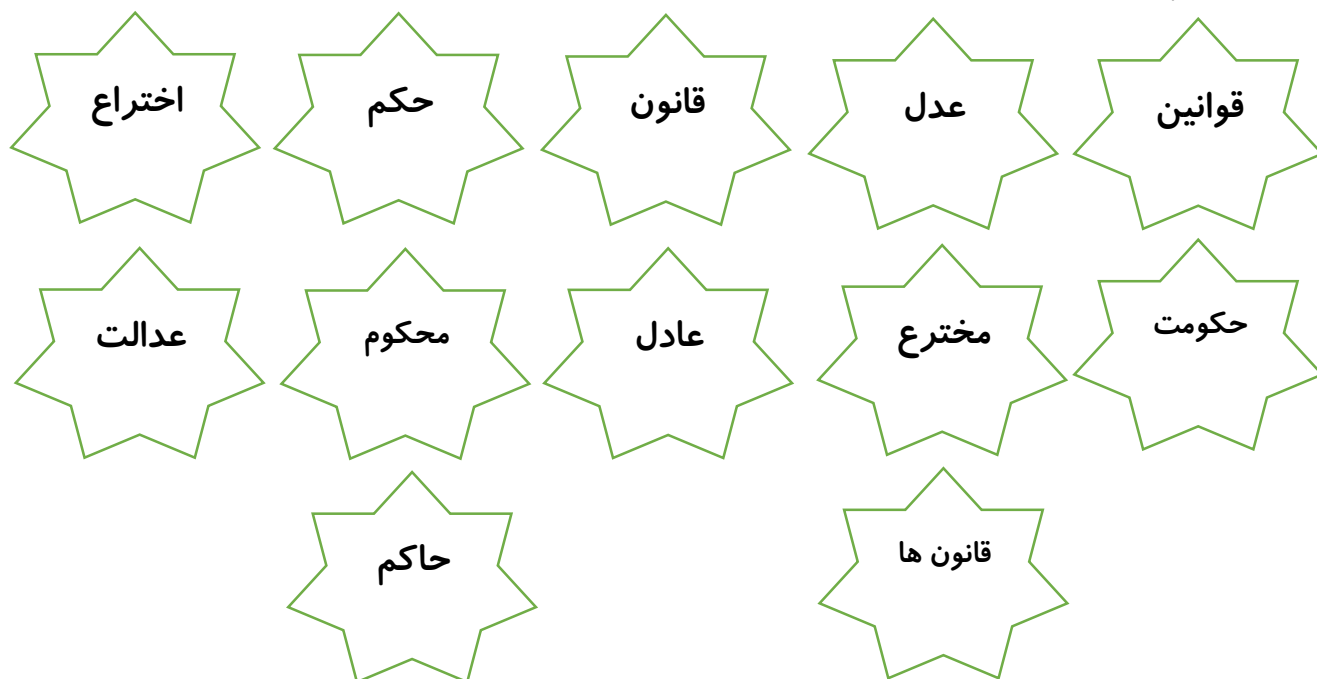 قوانین عدل قانون حکم اختراع
حکومت مخترع عادل محکوم عدالت
قانون ها حاکم